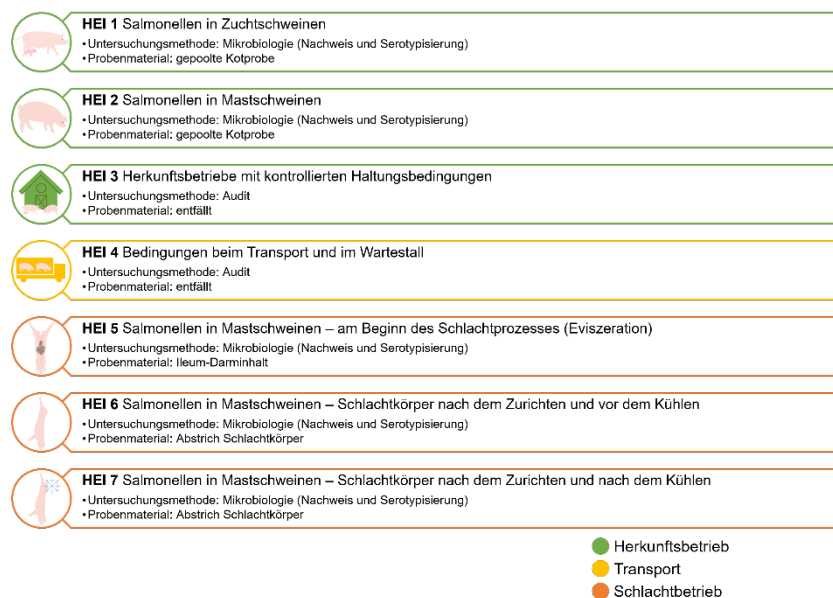 HEI 1 Salmonellen in Zuchtschweinen
•Untersuchungsmethode: Mikrobiologie (Nachweis und Serotypisierung)
•Probenmaterial: gepoolte Kotprobe
HEI 2 Salmonellen in Mastschweinen
•Untersuchungsmethode: Mikrobiologie (Nachweis und Serotypisierung)
•Probenmaterial: gepoolte Kotprobe
HEI 3 Herkunftsbetriebe mit kontrollierten Haltungsbedingungen
•Untersuchungsmethode: Audit
•Probenmaterial: entfällt
HEI 4 Bedingungen beim Transport und im Wartestall
•Untersuchungsmethode: Audit
•Probenmaterial: entfällt
HEI 5 Salmonellen in Mastschweinen – am Beginn des Schlachtprozesses (Eviszeration)
•Untersuchungsmethode: Mikrobiologie (Nachweis und Serotypisierung)
•Probenmaterial: Ileum-Darminhalt
HEI 6 Salmonellen in Mastschweinen – Schlachtkörper nach dem Zurichten und vor dem Kühlen
•Untersuchungsmethode: Mikrobiologie (Nachweis und Serotypisierung)
•Probenmaterial: Abstrich Schlachtkörper
HEI 7 Salmonellen in Mastschweinen – Schlachtkörper nach dem Zurichten und nach dem Kühlen
•Untersuchungsmethode: Mikrobiologie (Nachweis und Serotypisierung)
•Probenmaterial: Abstrich Schlachtkörper
Herkunftsbetrieb
Transport
Schlachtbetrieb